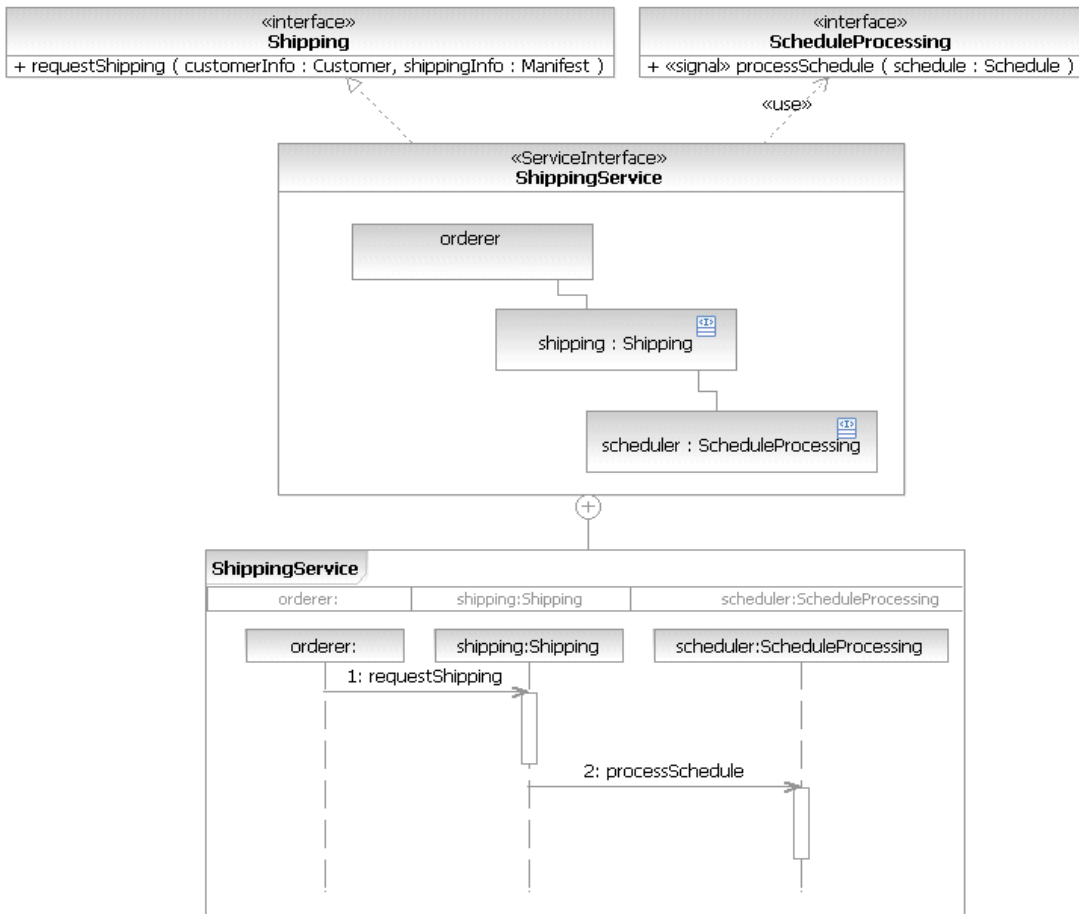 «interface»
Shipping
+ requestShipping ( customerInfo : Customer, shippingInfo : Manifest )
«interface»
ScheduleProcessing
+ «signal» processSchedule ( schedule : Schedule )
«use»
«ServiceInterface»
ShippingService
orderer
shipping : Shipping
scheduler : ScheduleProcessing
ShippingService
orderer:
shipping:Shipping
scheduler:ScheduleProcessing
orderer:
shipping:Shipping
scheduler:ScheduleProcessing
1: requestShipping
2: processSchedule